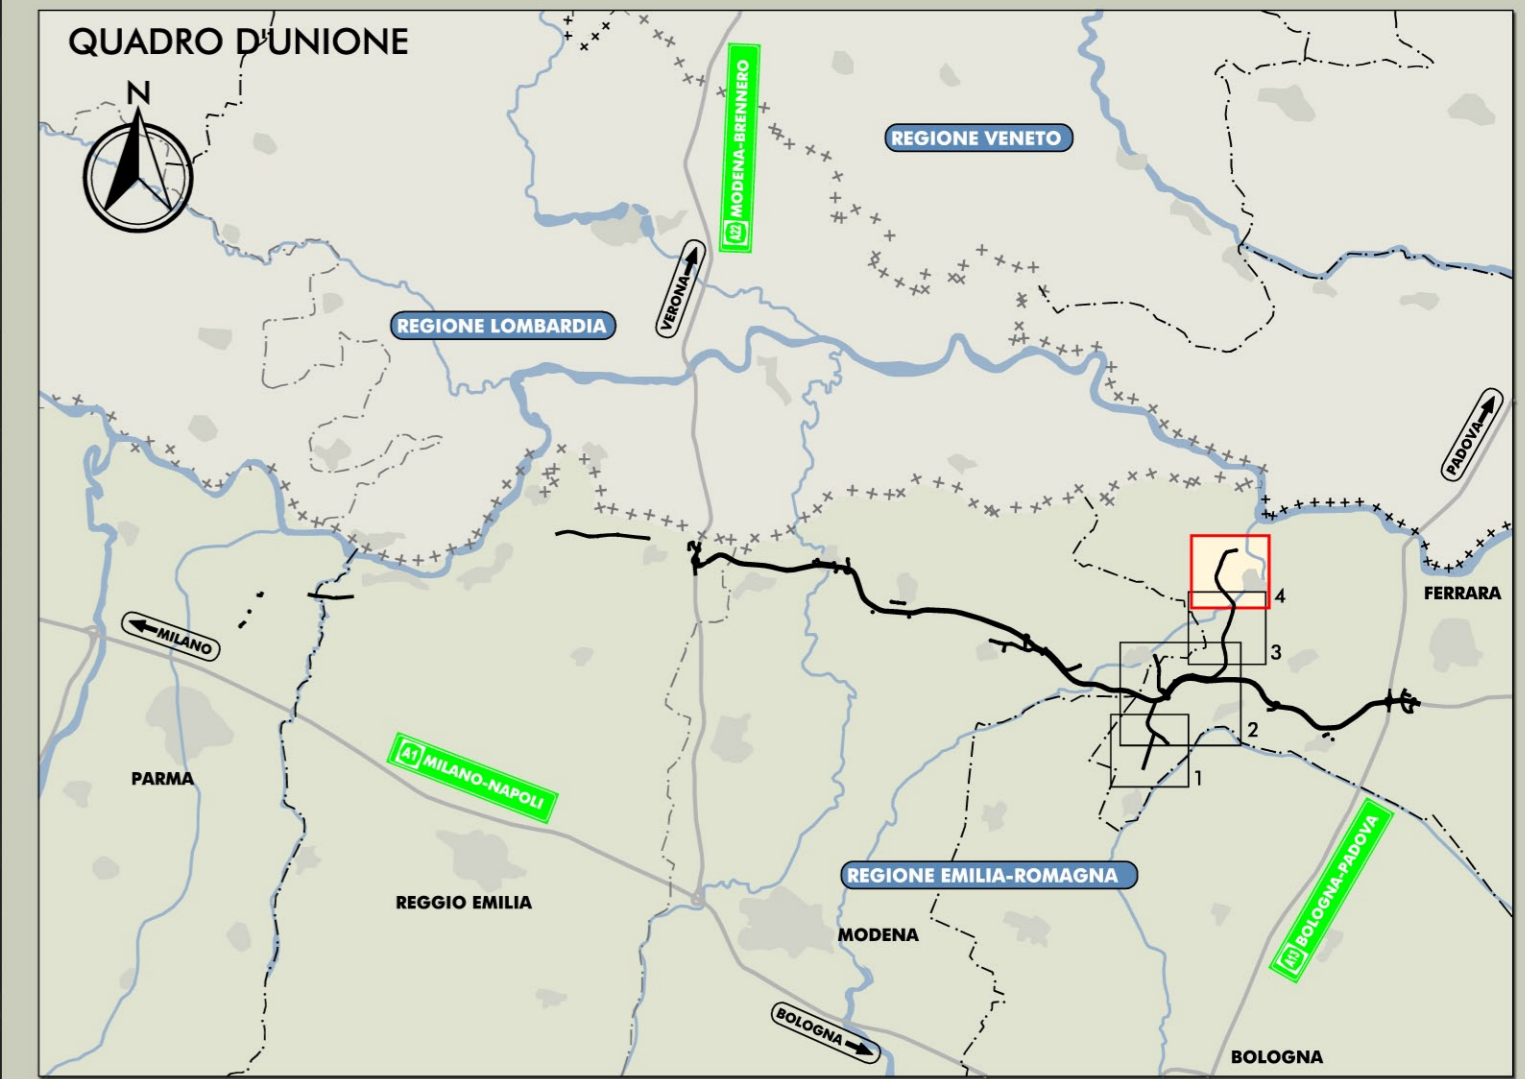 QUADRO D'UNIONE
N
A22 MODENA-BRENNERO
REGIONE VENETO
VERONA
REGIONE LOMBARDIA
PADOVA
MILANO
4
FERRARA
3
2
1
PARMA
A1 MILANO-NAPOLI
REGIONE EMILIA-ROMAGNA
A13 BOLOGNA-PADOVA
REGGIO EMILIA
MODENA
BOLOGNA
BOLOGNA